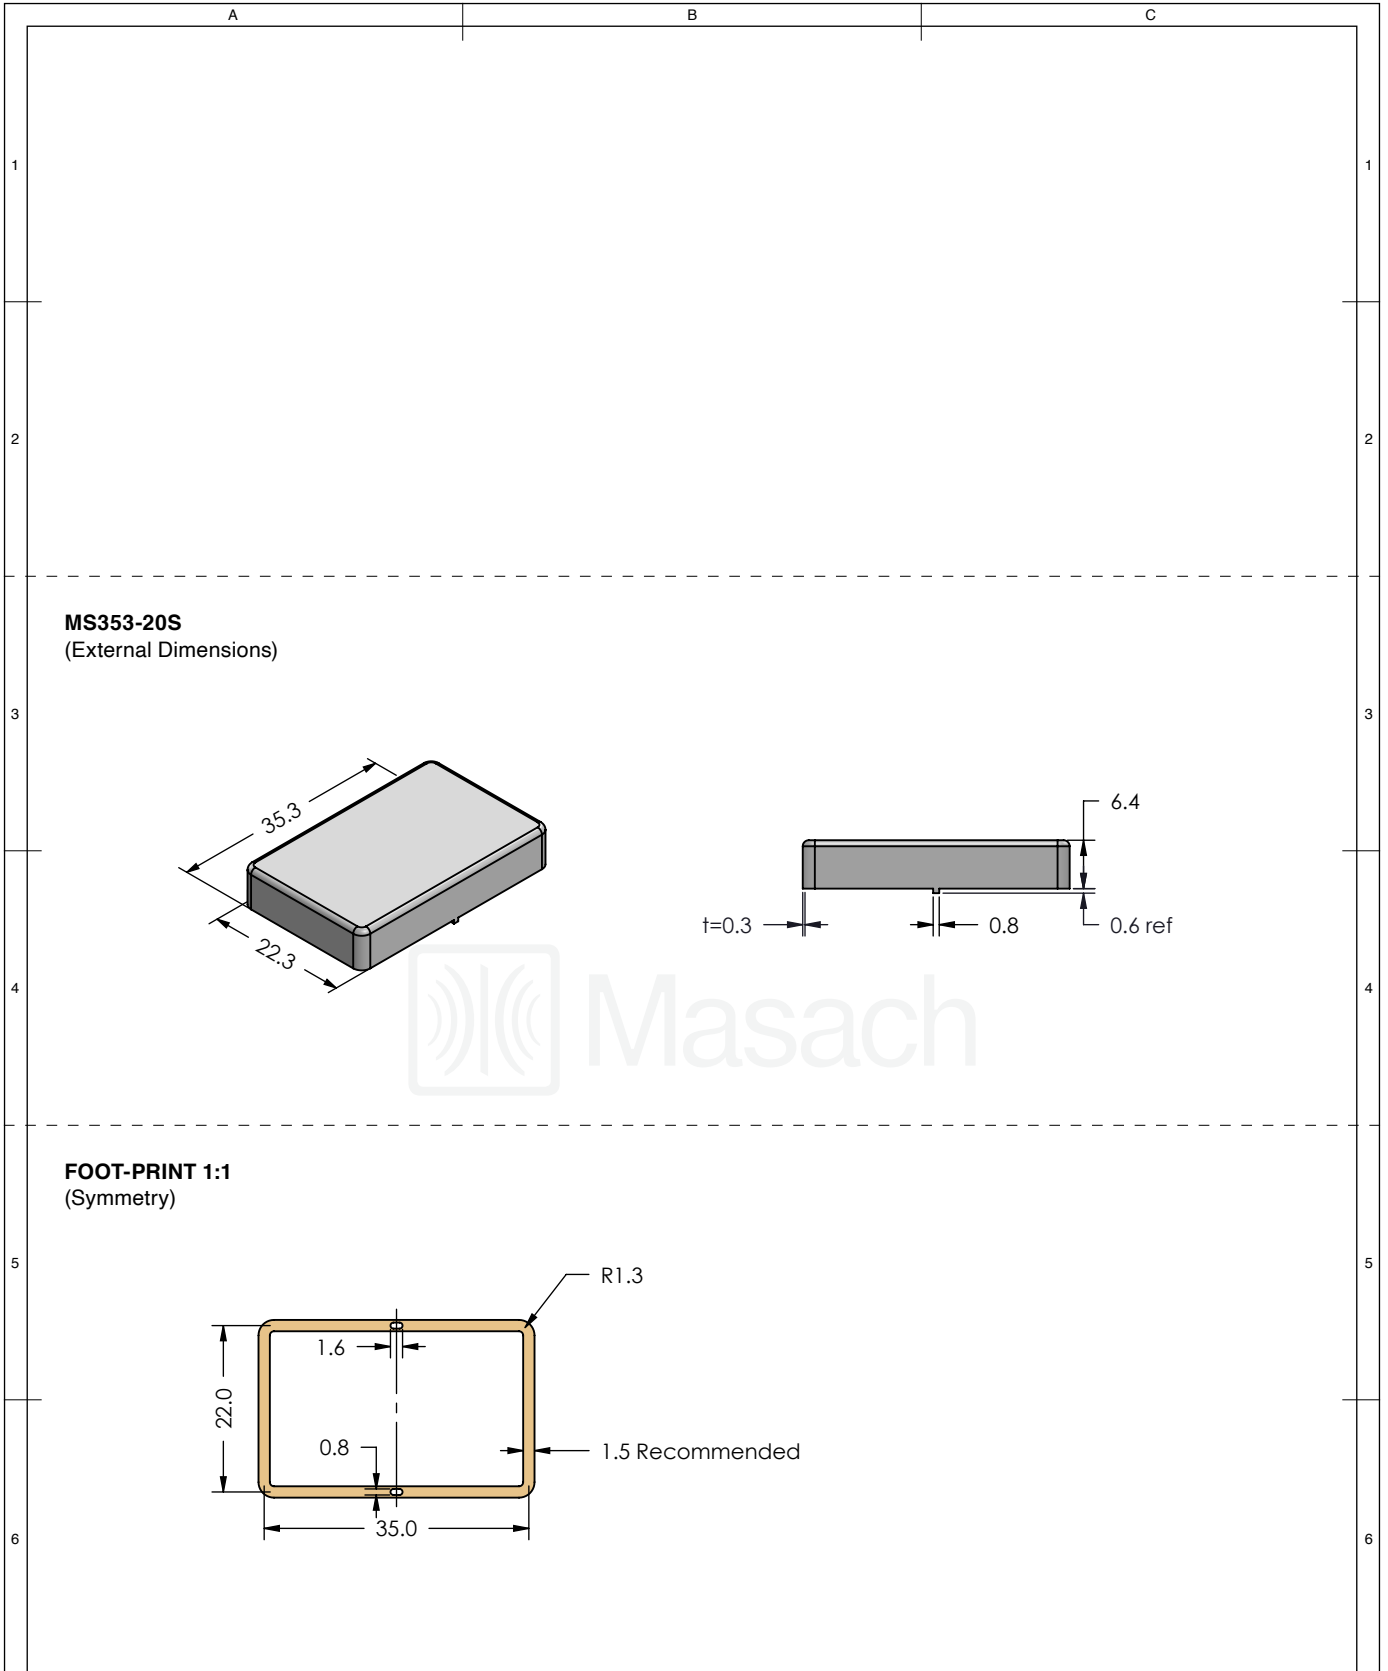 A B C
1 1
2 2
MS353-20S
(External Dimensions)
3 3
35.3
6.4
22.3
t=0.3
0.8
0.6 ref
4 4
Masach
FOOT-PRINT 1:1
(Symmetry)
5 5
R1.3
1.6
22.0
0.8
1.5 Recommended
35.0
6 6